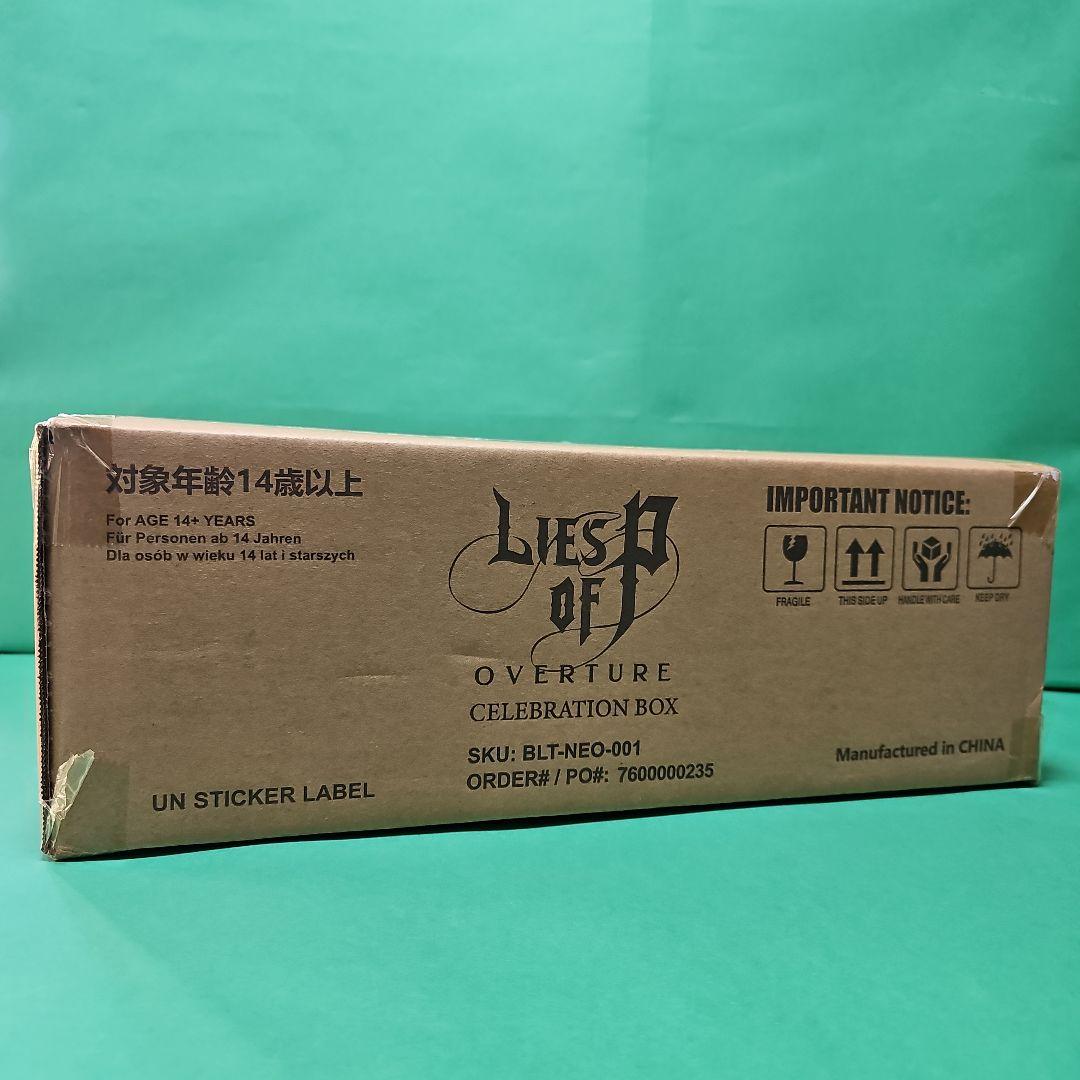 対象年齢14歳以上
For AGE 14+ YEARS
Für Personen ab 14 Jahren
Dla osób w wieku 14 lat i starszych
LIES
OF P
OVERTURE
CELEBRATION BOX
SKU: BLT-NEO-001
ORDER# / PO#: 7600000235
UN STICKER LABEL
IMPORTANT NOTICE:
FRAGILE
THIS SIDE UP
HANDLE WITH CARE
KEEP DRY
Manufactured in CHINA